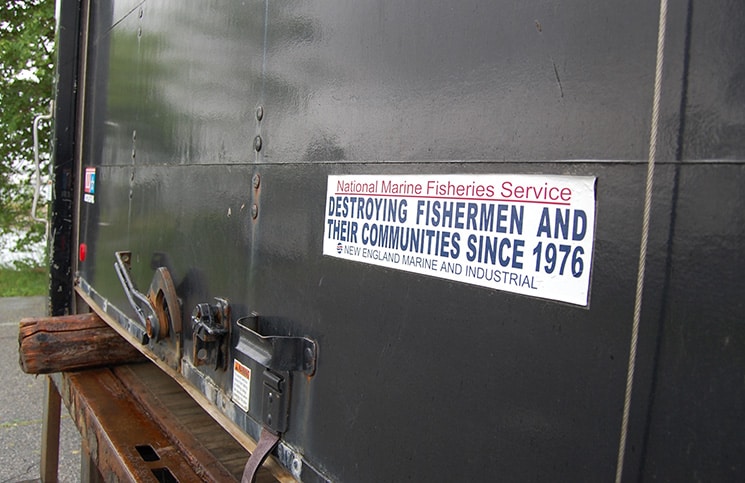 National Marine Fisheries Service
DESTROYING FISHERMEN AND
THEIR COMMUNITIES SINCE 1976
NEW ENGLAND MARINE AND INDUSTRIAL